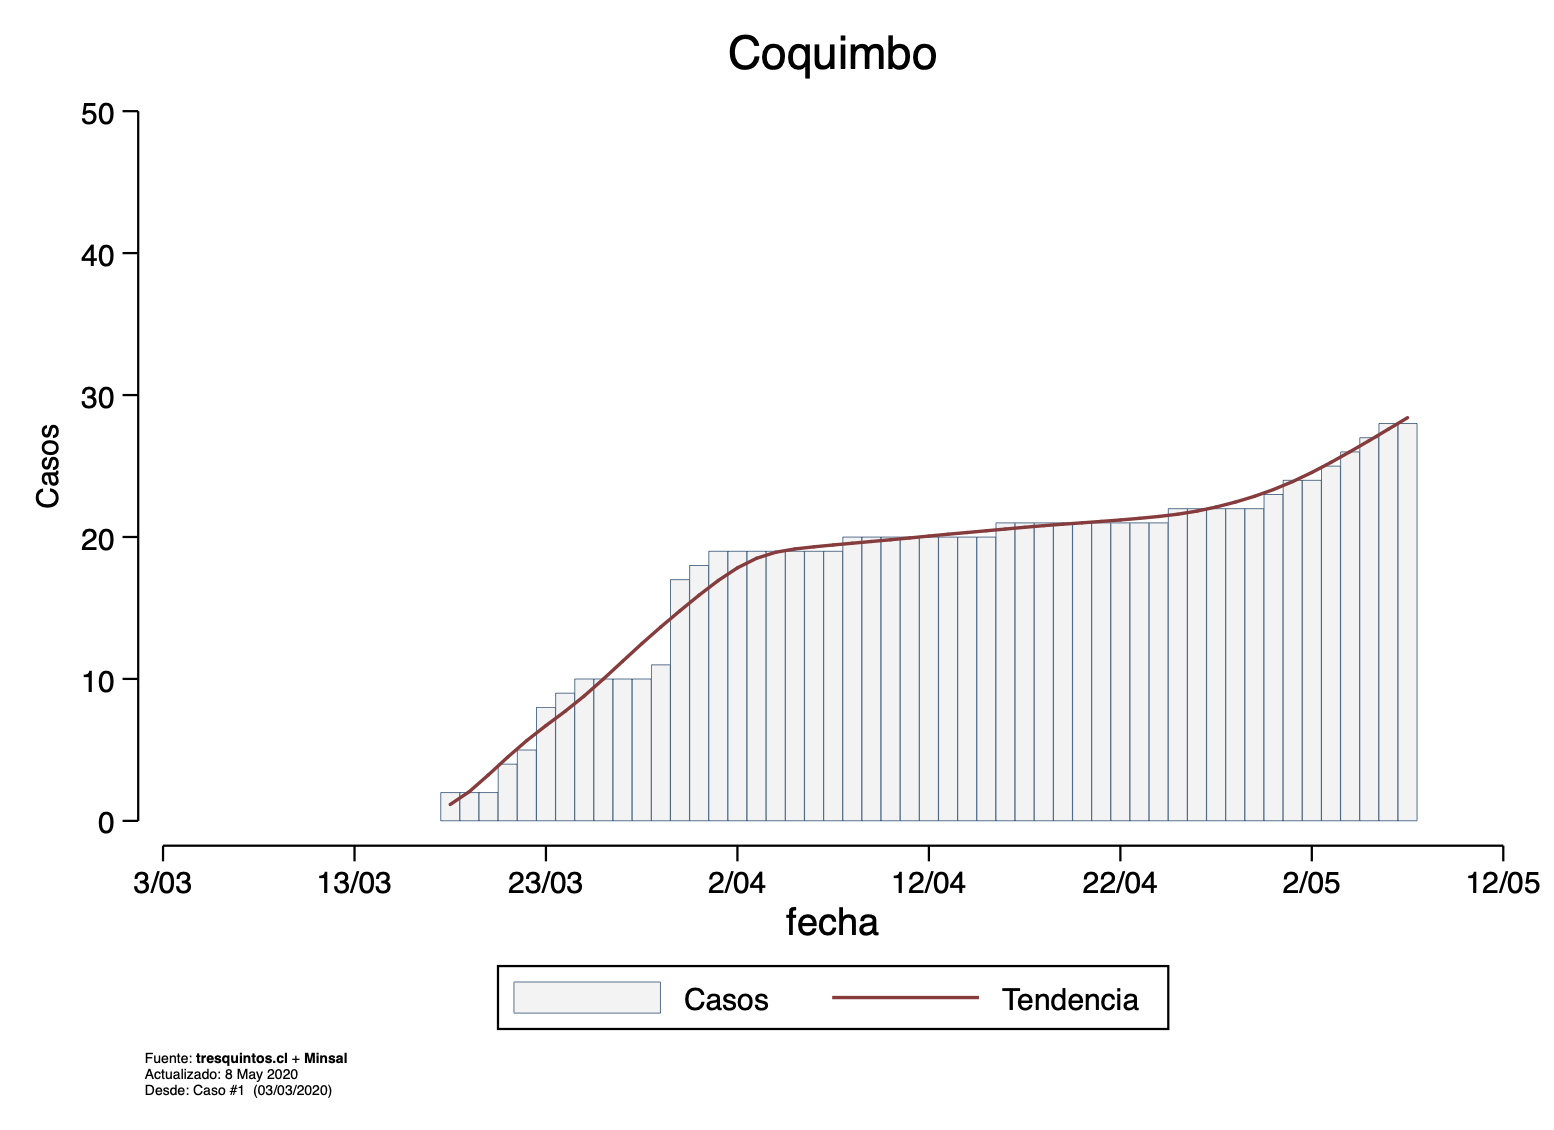 Coquimbo
50
40
30
20
10
0
Casos
3/03 13/03 23/03 2/04 12/04 22/04 2/05 12/05
fecha
Casos Tendencia
Fuente: tresquintos.cl + Minsal
Actualizado: 8 May 2020
Desde: Caso #1 (03/03/2020)